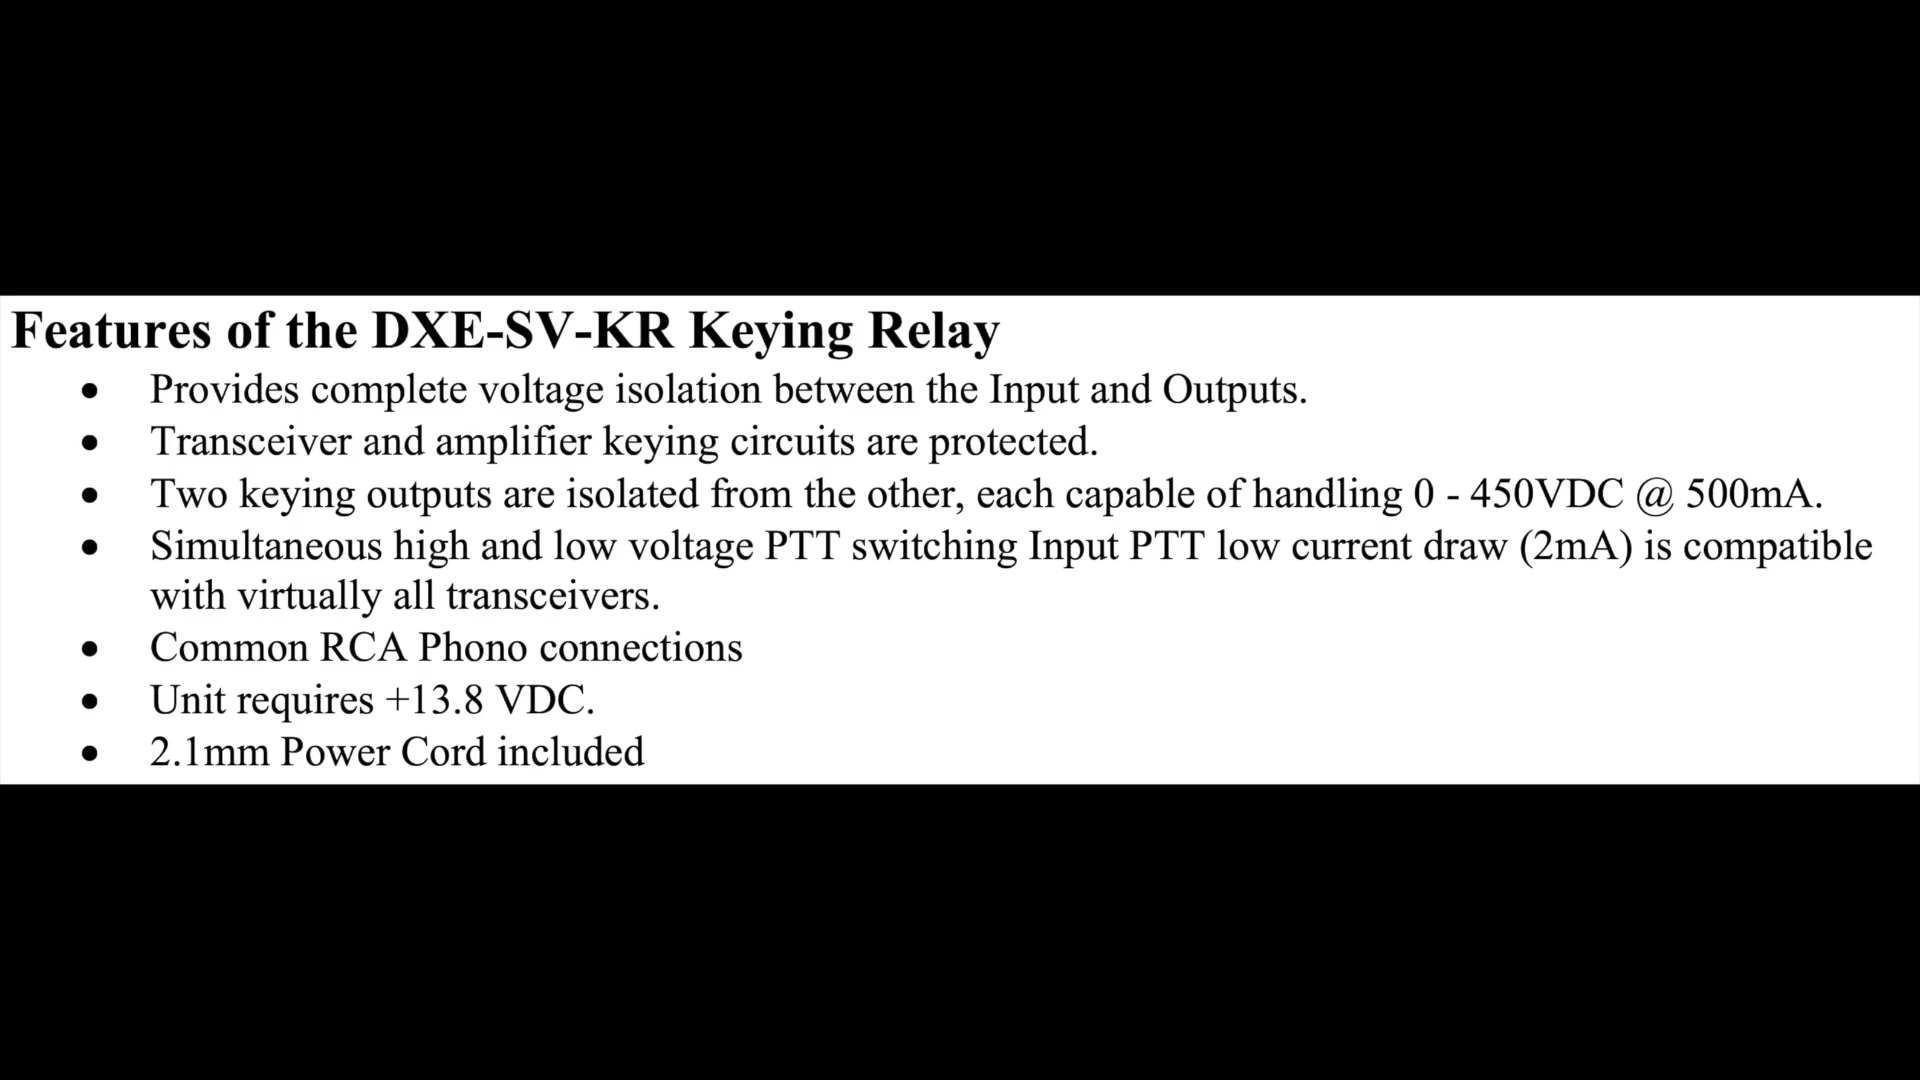 Features of the DXE-SV-KR Keying Relay
• Provides complete voltage isolation between the Input and Outputs.
• Transceiver and amplifier keying circuits are protected.
• Two keying outputs are isolated from the other, each capable of handling 0 - 450VDC @ 500mA.
• Simultaneous high and low voltage PTT switching Input PTT low current draw (2mA) is compatible
with virtually all transceivers.
• Common RCA Phono connections
• Unit requires +13.8 VDC.
• 2.1mm Power Cord included